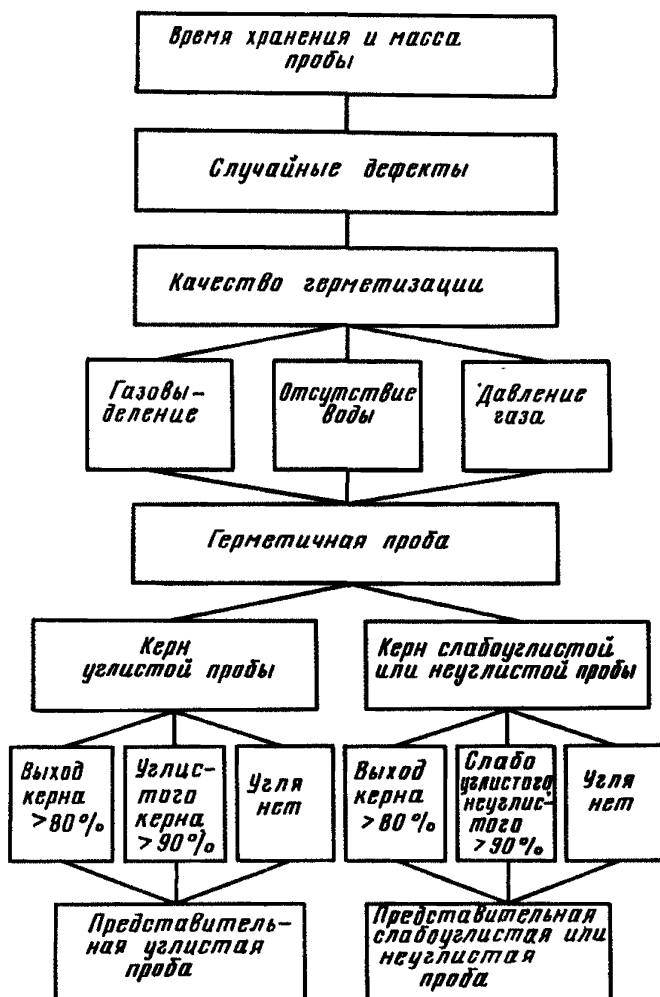 Время хранения и масса
пробы
Случайные дефекты
Качество герметизации
Газовы-
деление
Отсутствие
воды
Давление
газа
Герметичная проба
Керн
углистой пробы
Керн слабоуглистой
или неуглистой пробы
Выход
керна
>80%
Углис-
того
керна
>90%
Угля
нет
Выход
керна
>80%
Слабо
углистого,
неуглис-
того
>90%
Угля
нет
Представитель-
ная углистая
проба
Представительная
слабоуглистая или
неуглистая
проба